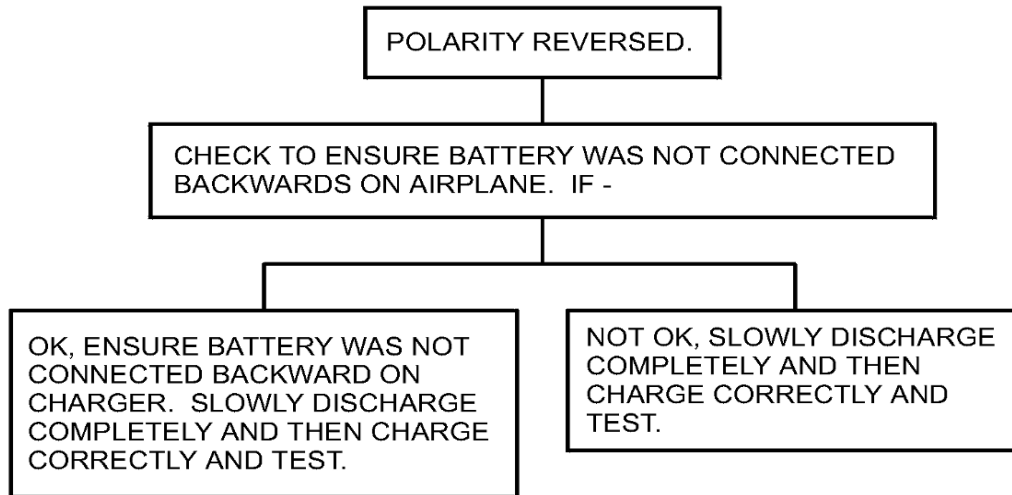 POLARITY REVERSED.
CHECK TO ENSURE BATTERY WAS NOT CONNECTED
BACKWARDS ON AIRPLANE. IF -
OK, ENSURE BATTERY WAS NOT
CONNECTED BACKWARD ON
CHARGER. SLOWLY DISCHARGE
COMPLETELY AND THEN CHARGE
CORRECTLY AND TEST.
NOT OK, SLOWLY DISCHARGE
COMPLETELY AND THEN
CHARGE CORRECTLY AND
TEST.